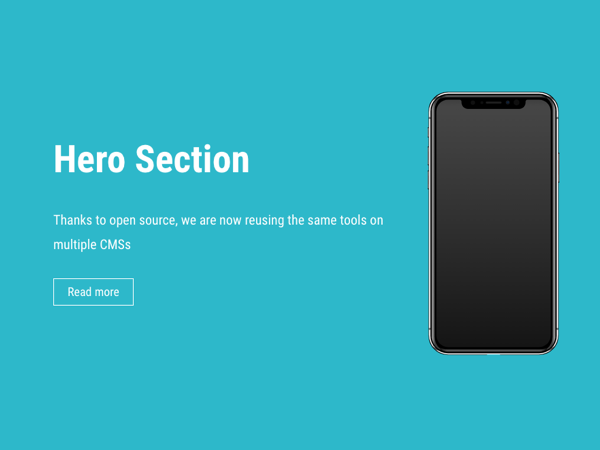 Hero Section
Thanks to open source, we are now reusing the same tools on
multiple CMSs
Read more